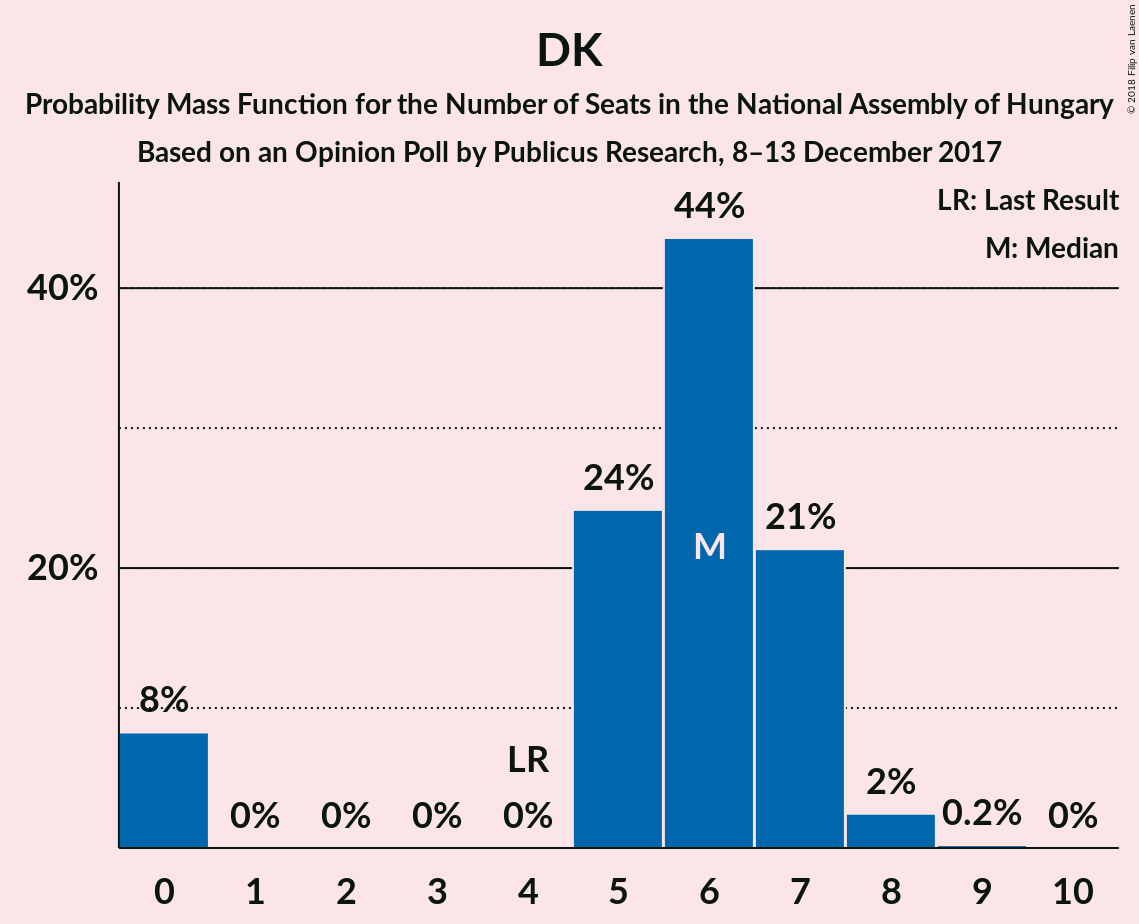 DK
Probability Mass Function for the Number of Seats in the National Assembly of Hungary
Based on an Opinion Poll by Publicus Research, 8–13 December 2017
© 2018 Filip van Laenen
LR: Last Result
M: Median
44%
40%
24%
21%
M
20%
8%
LR
2%
0% 0% 0% 0% 0.2% 0%
0 1 2 3 4 5 6 7 8 9 10